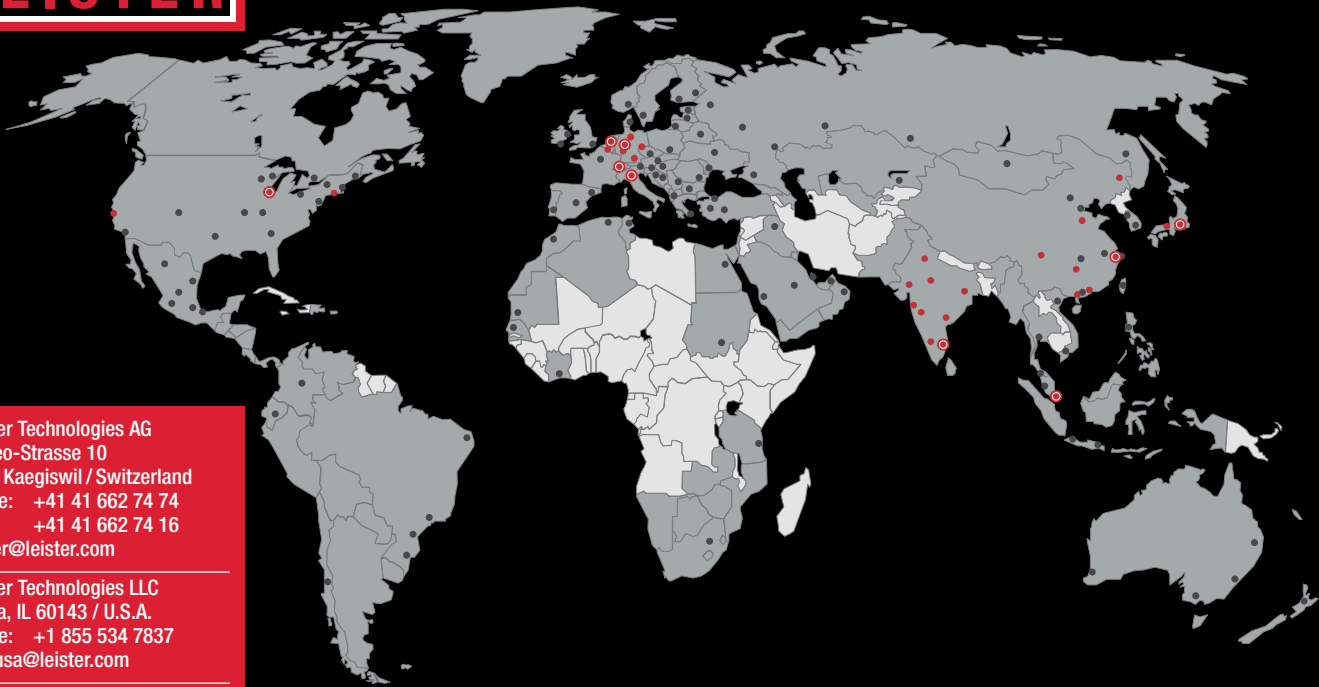 LEISTER
er Technologies AG
eo-Strasse 10
Kaegiswil / Switzerland
e: +41 41 662 74 74
+41 41 662 74 16
er@leister.com
er Technologies LLC
a, IL 60143 / U.S.A.
e: +1 855 534 7837
usa@leister.com